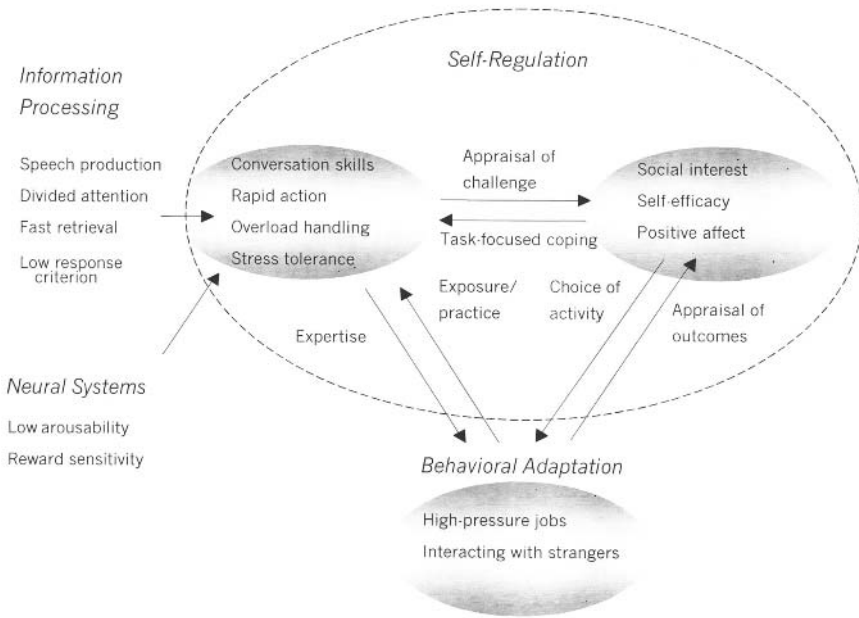 Self-Regulation
Information
Processing
Speech production
Divided attention
Fast retrieval
Low response
criterion
Conversation skills
Rapid action
Overload handling
Stress tolerance
Appraisal of
challenge
Task-focused coping
Social interest
Self-efficacy
Positive affect
Exposure/
practice
Choice of
activity
Appraisal of
outcomes
Expertise
Neural Systems
Low arousability
Reward sensitivity
Behavioral Adaptation
High-pressure jobs
Interacting with strangers